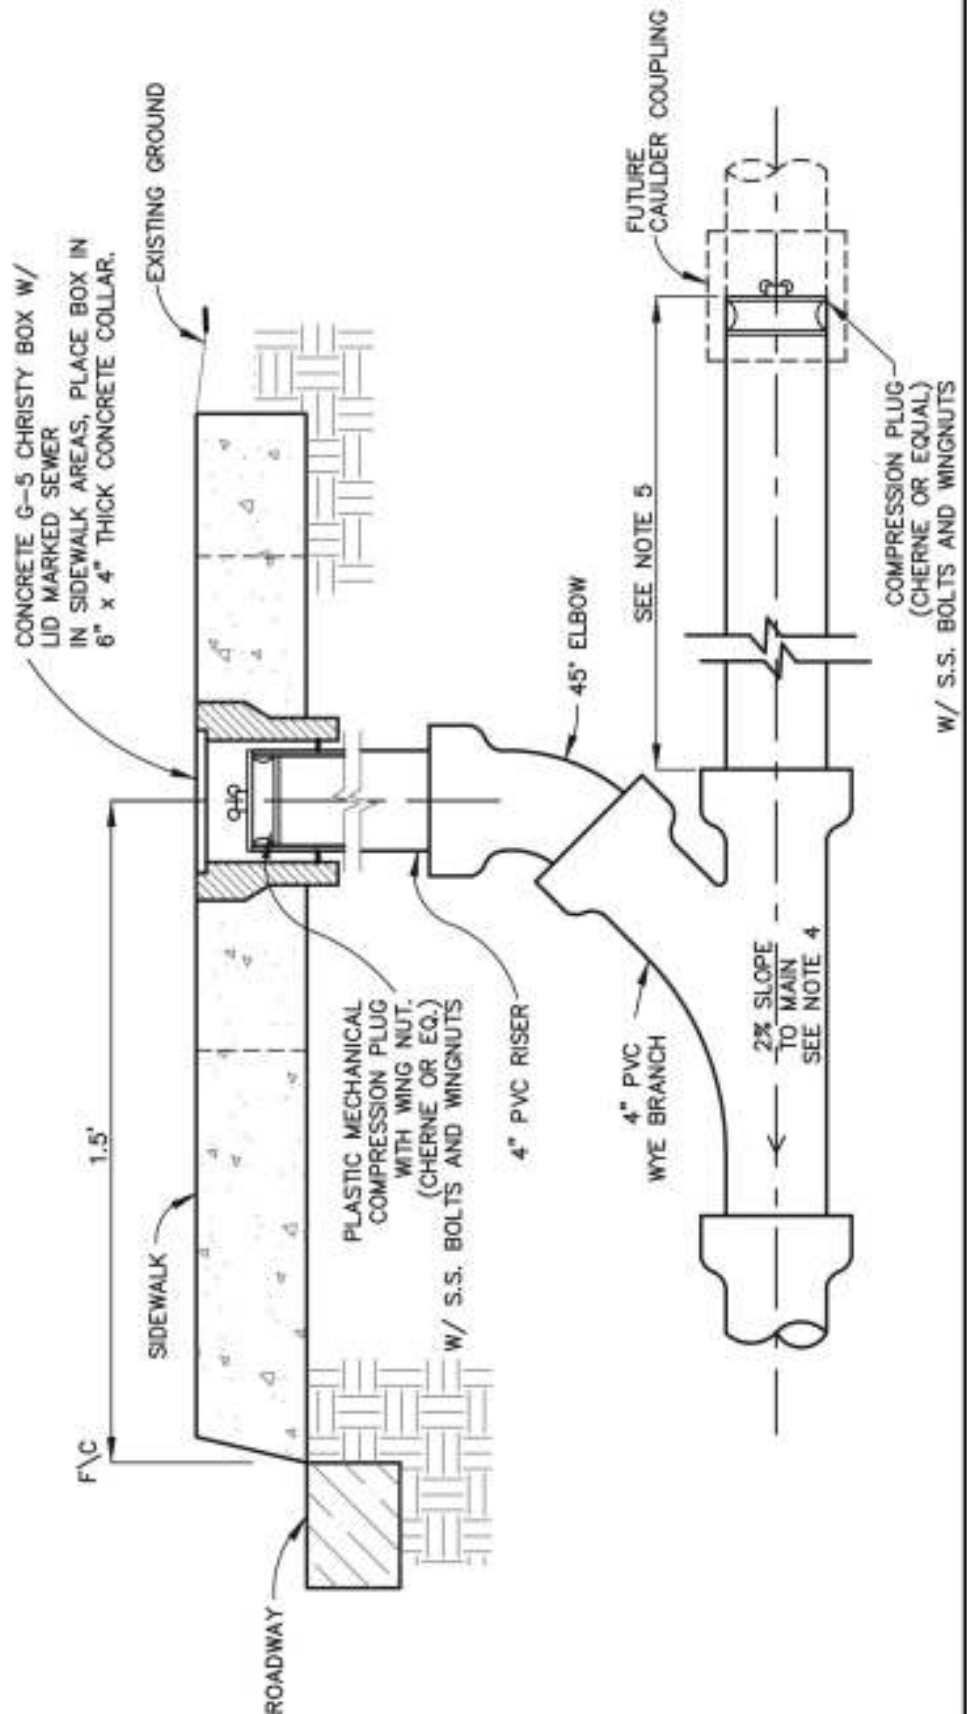 CONCRETE G-5 CHRISTY BOX W/
LID MARKED SEWER
IN SIDEWALK AREAS, PLACE BOX IN
6" x 4" THICK CONCRETE COLLAR.
EXISTING GROUND
F\C
1.5'
SIDEWALK
ROADWAY
PLASTIC MECHANICAL
COMPRESSION PLUG
WITH WING NUT.
(CHERNE OR EQ.)
W/ S.S. BOLTS AND WINGNUTS
4" PVC RISER
45° ELBOW
4" PVC
WYE BRANCH
2% SLOPE
TO MAIN
SEE NOTE 4
SEE NOTE 5
FUTURE
CAULDER COUPLING
COMPRESSION PLUG
(CHERNE OR EQUAL)
W/ S.S. BOLTS AND WINGNUTS